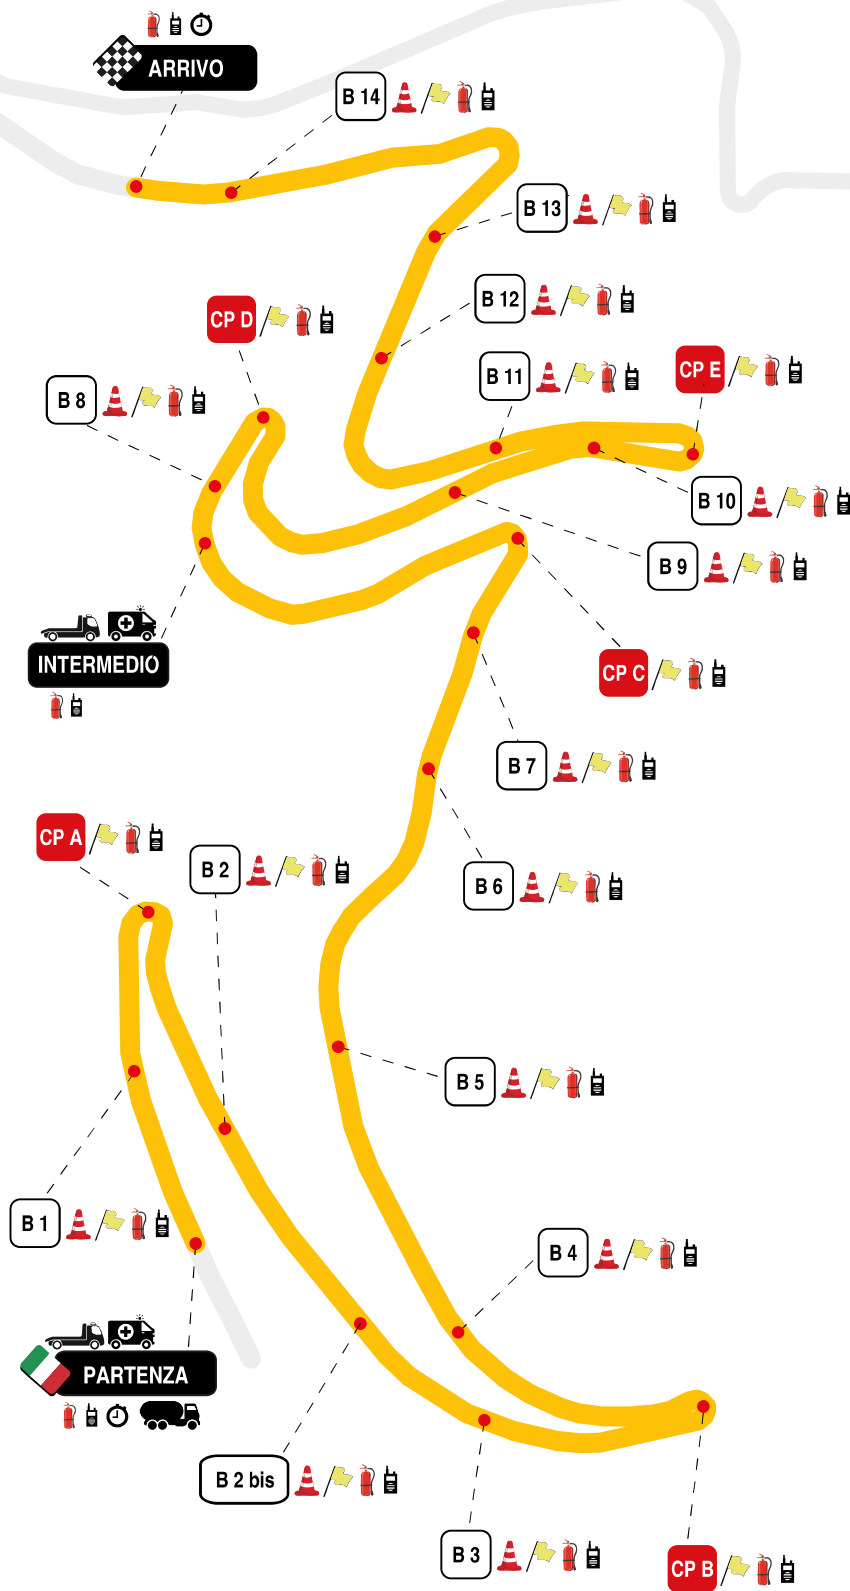 ARRIVO
B 14
B 13
B 12
CP D
B 11
CP E
B 8
B 10
B 9
INTERMEDIO
CP C
B 7
CP A
B 2
B 6
B 5
B 1
B 4
PARTENZA
B 2 bis
B 3
CP B